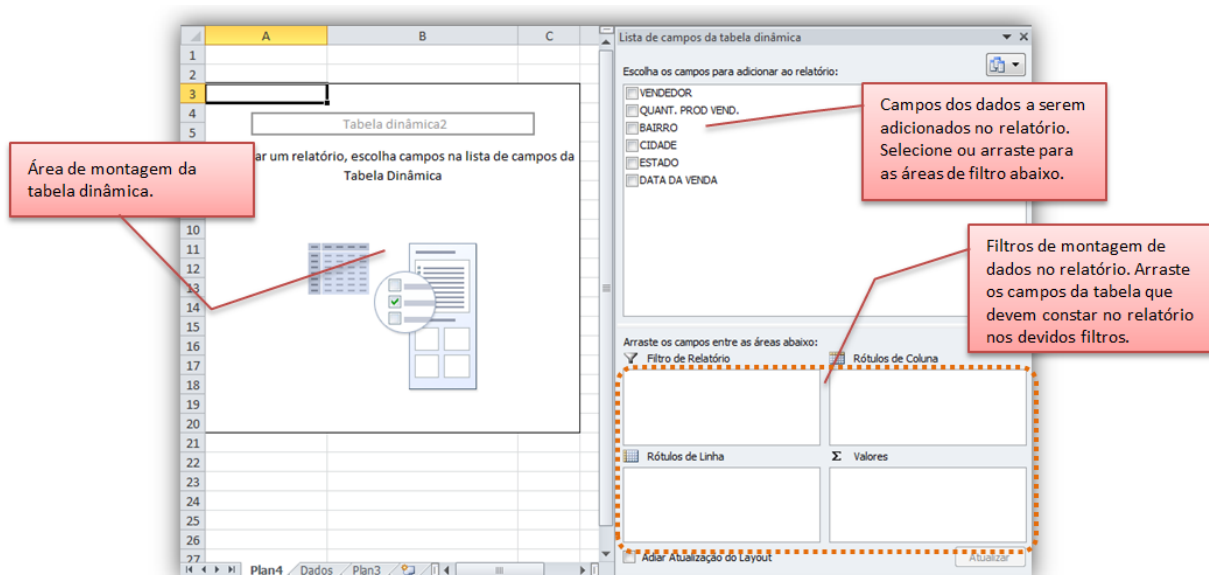 A B C
1
2
3
4
5
10
11
12
13
14
15
16
17
18
19
20
21
22
23
24
25
26
27
Tabela dinâmica2
ar um relatório, escolha campos na lista de campos da
Tabela Dinâmica
Área de montagem da
tabela dinâmica.
Plan4 Dados Plan3
Lista de campos da tabela dinâmica
Escolha os campos para adicionar ao relatório:
VENDEDOR
QUANT. PROD VEND.
BAIRRO
CIDADE
ESTADO
DATA DA VENDA
Campos dos dados a serem
adicionados no relatório.
Selecione ou arraste para
as áreas de filtro abaixo.
Filtros de montagem de
dados no relatório. Arraste
os campos da tabela que
devem constar no relatório
nos devidos filtros.
Arraste os campos entre as áreas abaixo:
Filtro de Relatório Rótulos de Coluna
Rótulos de Linha Σ Valores
Adiar Atualização do Layout Atualizar